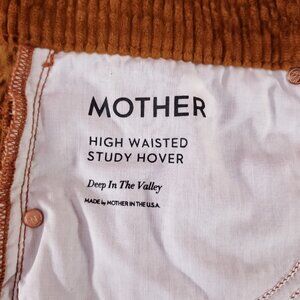 MOTHER
HIGH WAISTED
STUDY HOVER
Deep In The Valley
MADE by MOTHER IN THE U.S.A.